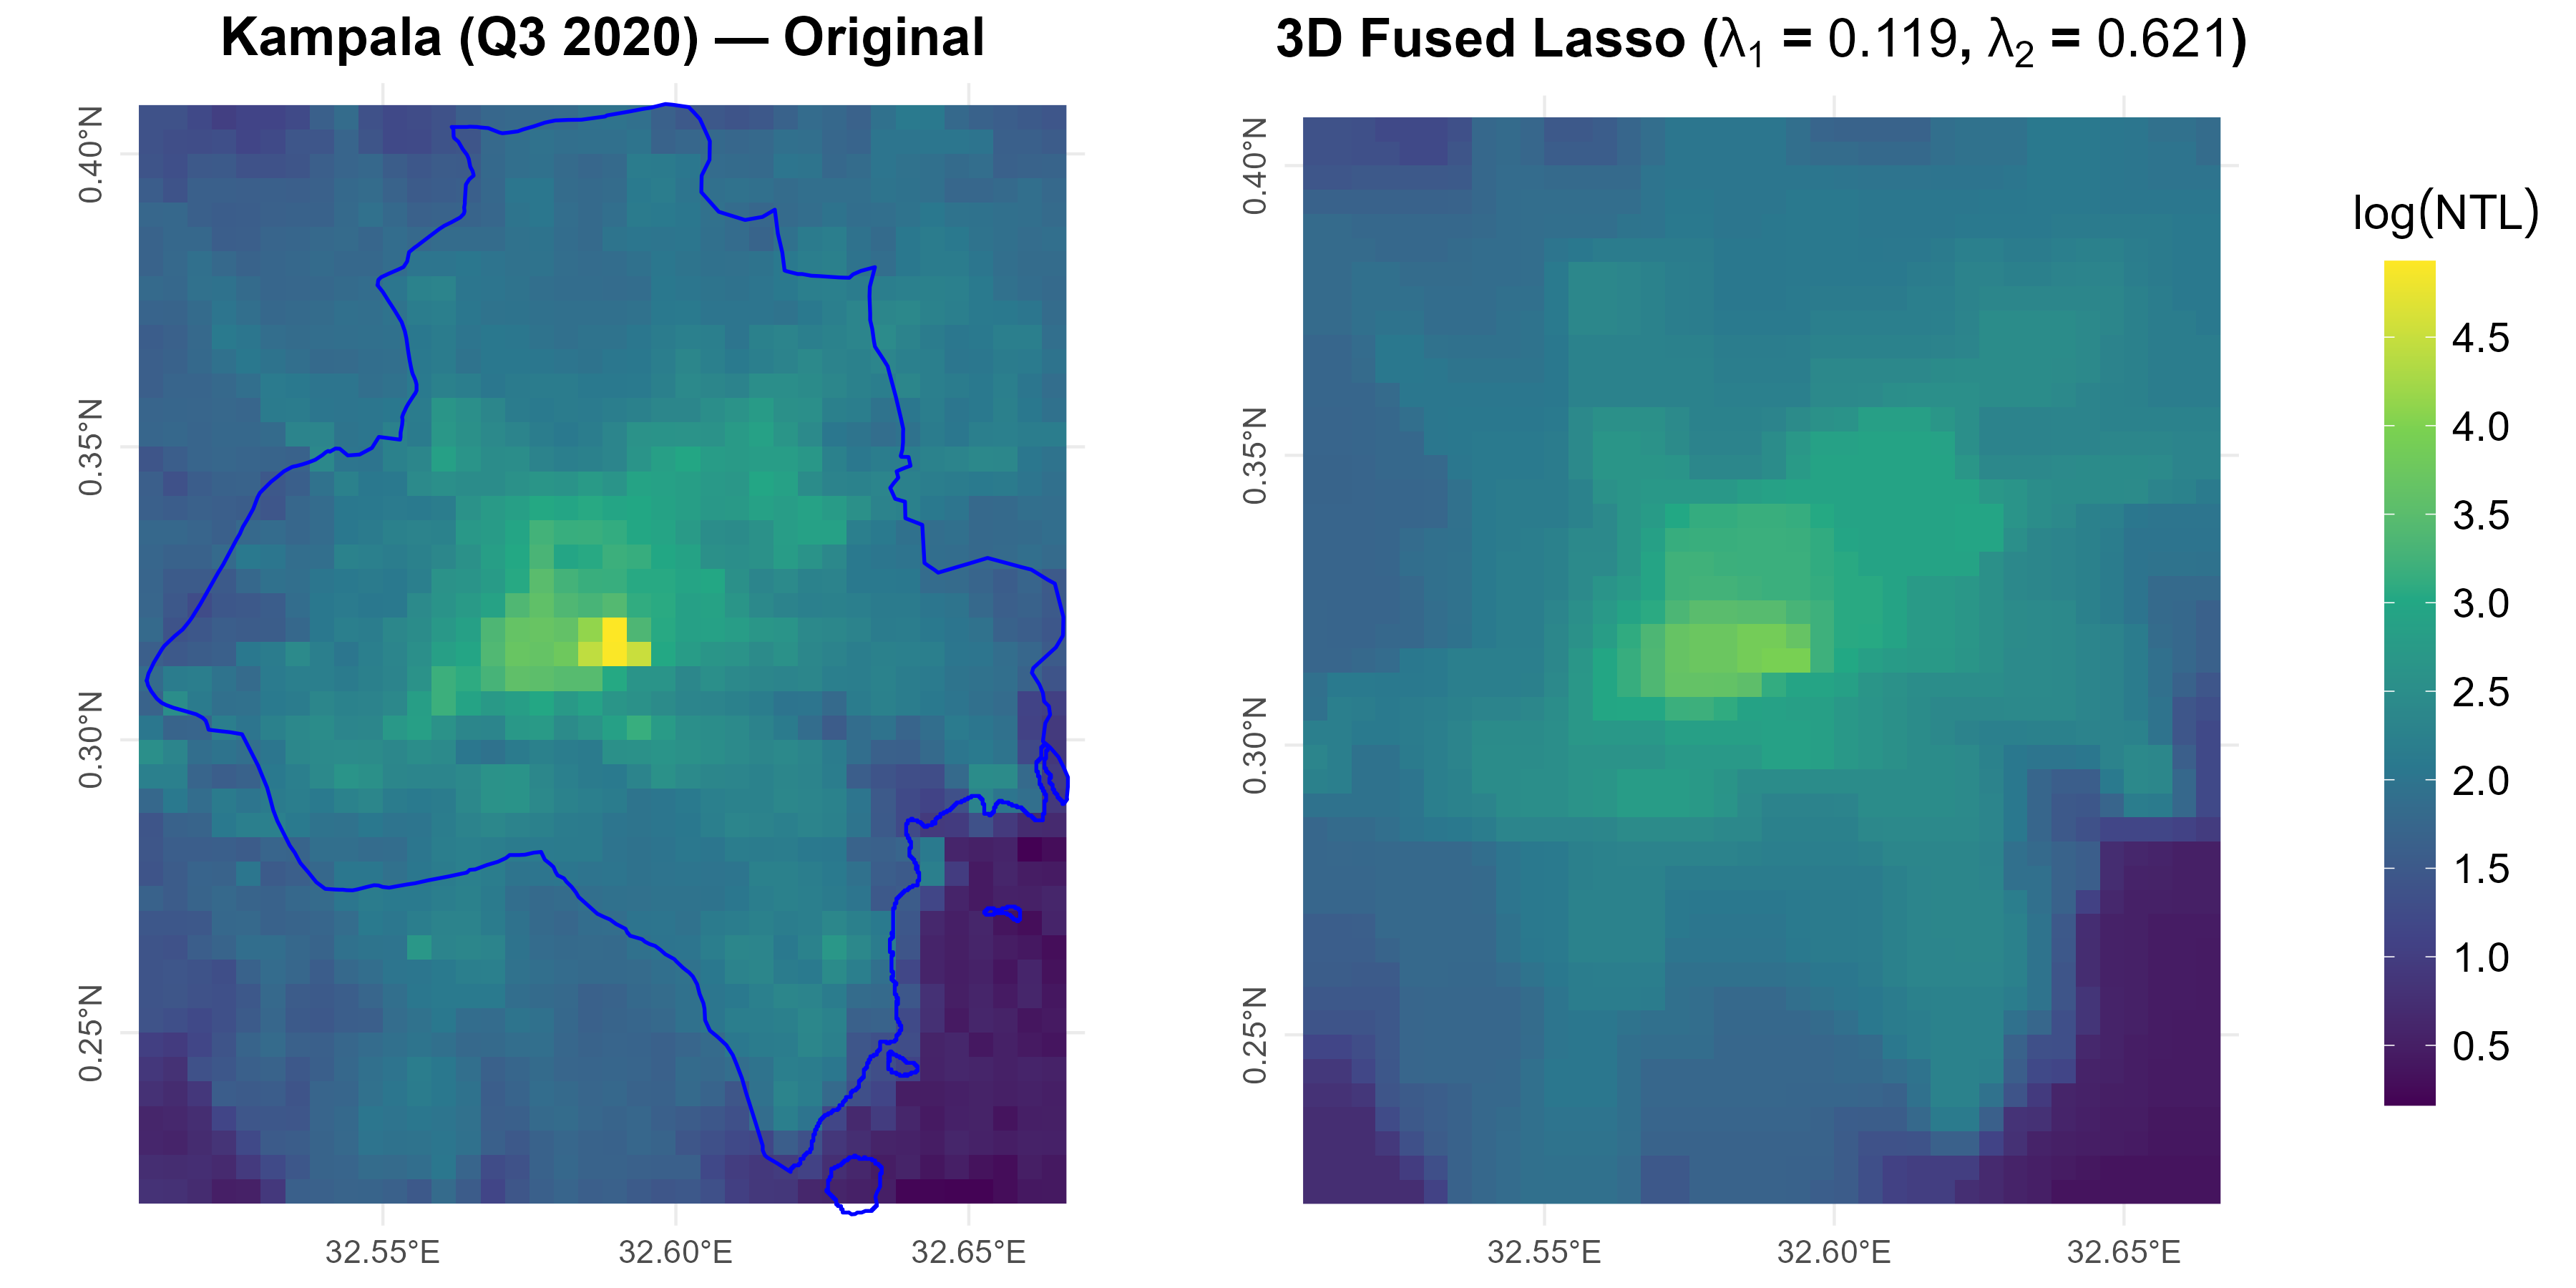 Kampala (Q3 2020) — Original
0.40°N
0.35°N
0.30°N
0.25°N
32.55°E
32.60°E
32.65°E
3D Fused Lasso (λ₁ = 0.119, λ₂ = 0.621)
0.40°N
0.35°N
0.30°N
0.25°N
32.55°E
32.60°E
32.65°E
log(NTL)
4.5
4.0
3.5
3.0
2.5
2.0
1.5
1.0
0.5